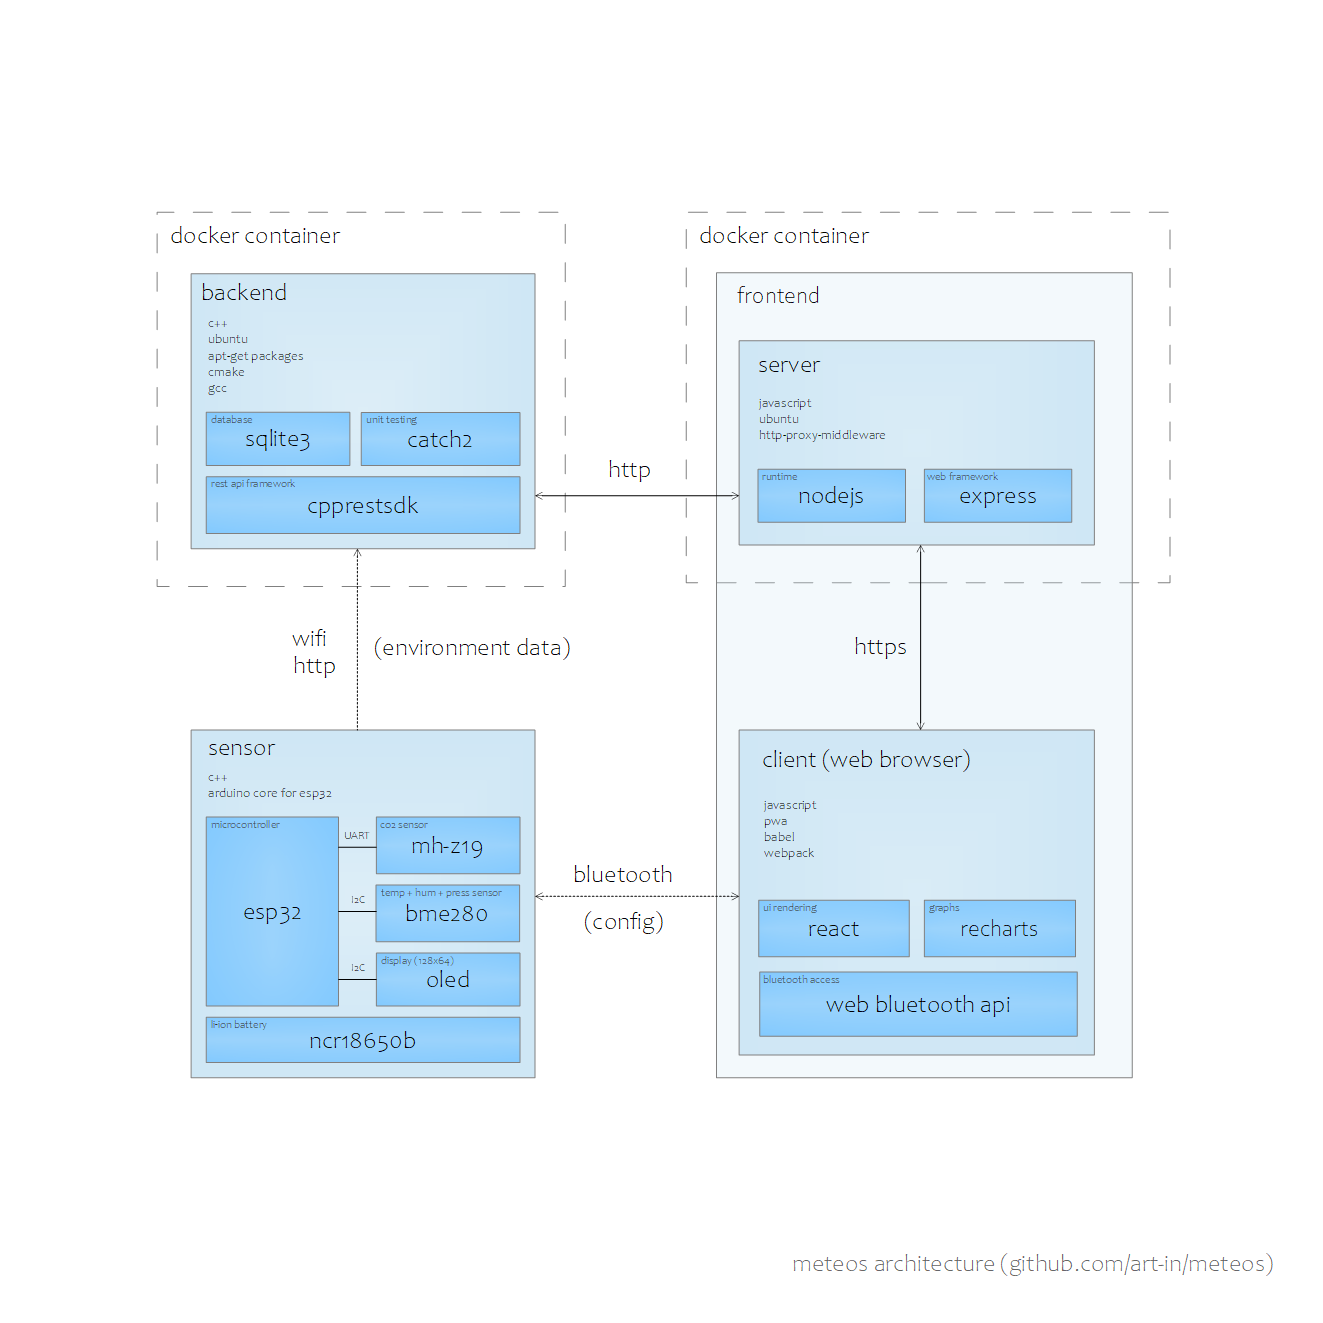 docker container
backend
c++
ubuntu
apt-get packages
cmake
gcc
database
sqlite3
unit testing
catch2
rest api framework
cpprestsdk
docker container
frontend
server
javascript
ubuntu
http-proxy-middleware
runtime
nodejs
web framework
express
http
wifi
http
(environment data)
https
sensor
c++
arduino core for esp32
microcontroller
esp32
UART
co2 sensor
mh-z19
I2C
temp + hum + press sensor
bme280
I2C
display (128x64)
oled
li-ion battery
ncr18650b
bluetooth
(config)
client (web browser)
javascript
pwa
babel
webpack
ui rendering
react
graphs
recharts
bluetooth access
web bluetooth api
meteos architecture (github.com/art-in/meteos)